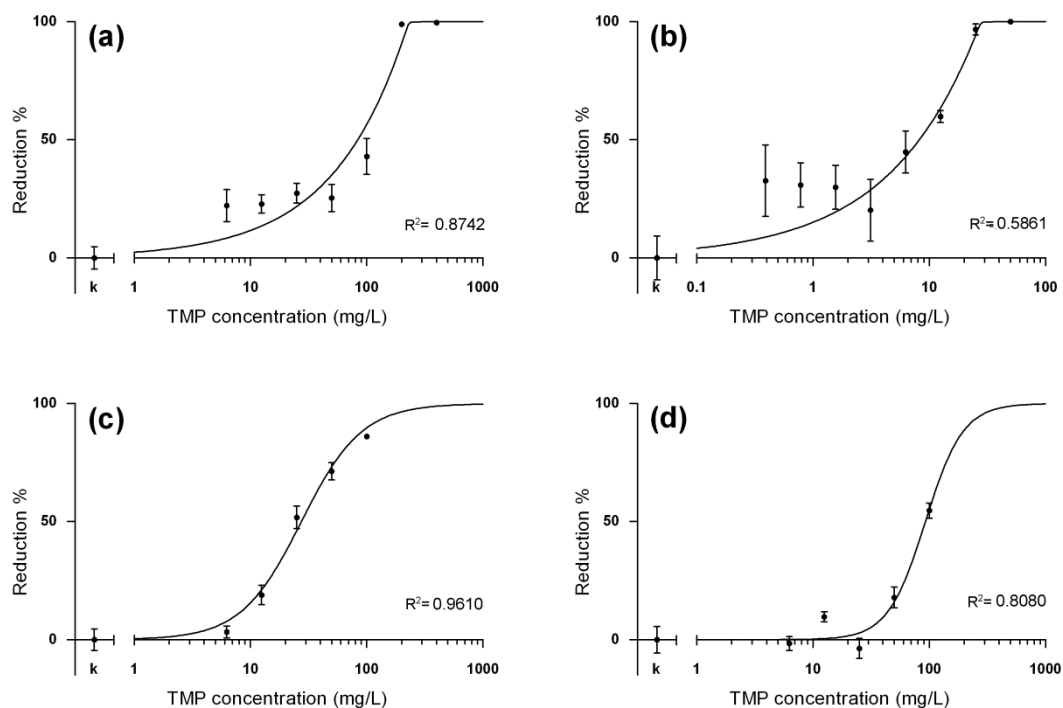 (a)
100
50
0
Reduction %
R²= 0.8742
k
1 10 100 1000
TMP concentration (mg/L)
(b)
100
50
0
Reduction %
R²= 0.5861
k
0.1 1 10 100
TMP concentration (mg/L)
(c)
100
50
0
Reduction %
R²= 0.9610
k
1 10 100 1000
TMP concentration (mg/L)
(d)
100
50
0
Reduction %
R²= 0.8080
k
1 10 100 1000
TMP concentration (mg/L)